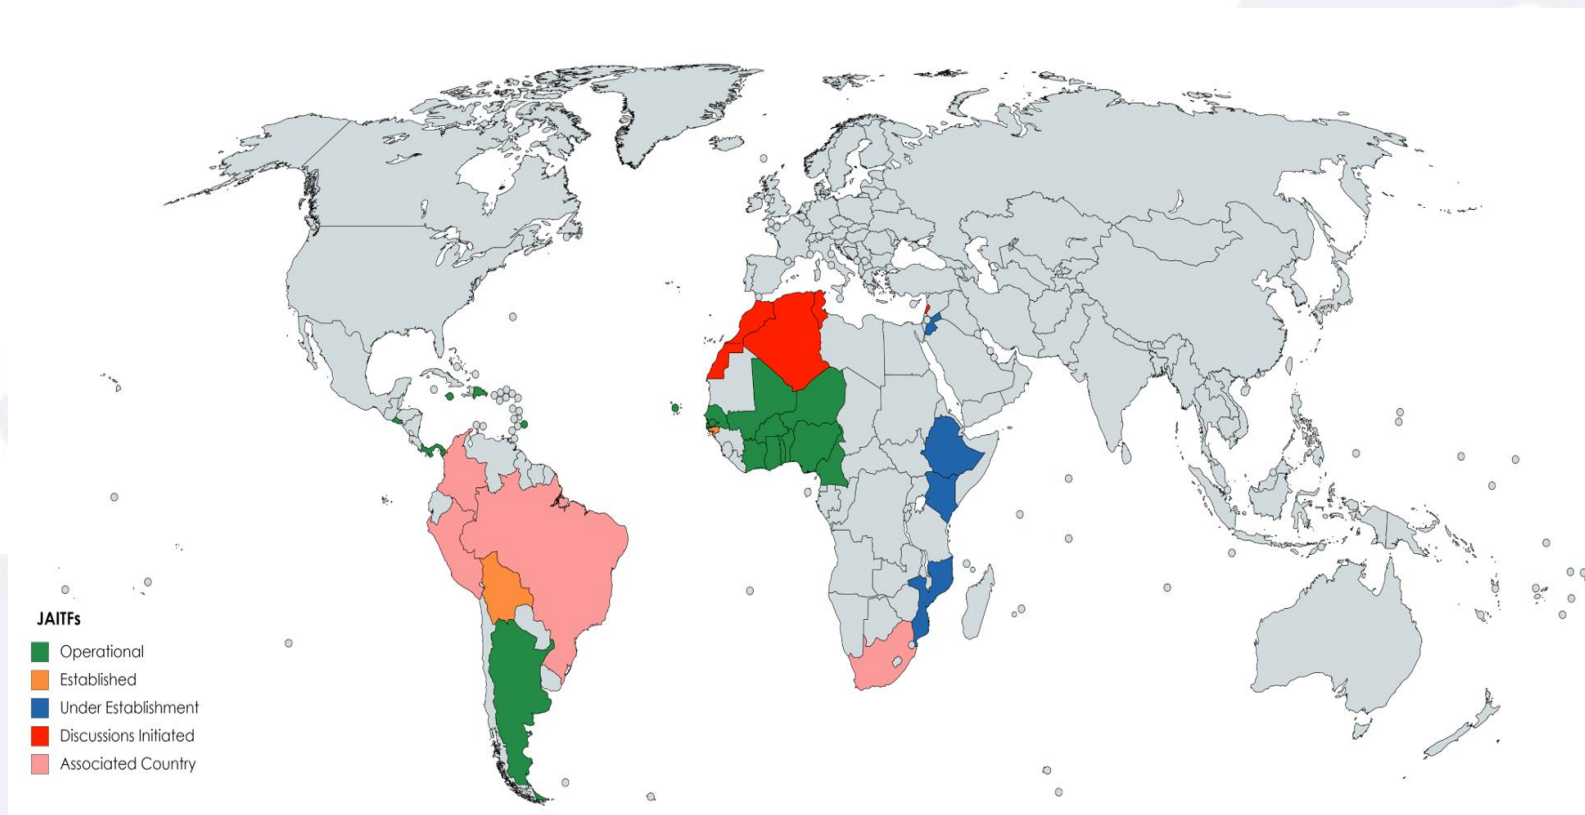 JAITFs
Operational
Established
Under Establishment
Discussions Initiated
Associated Country